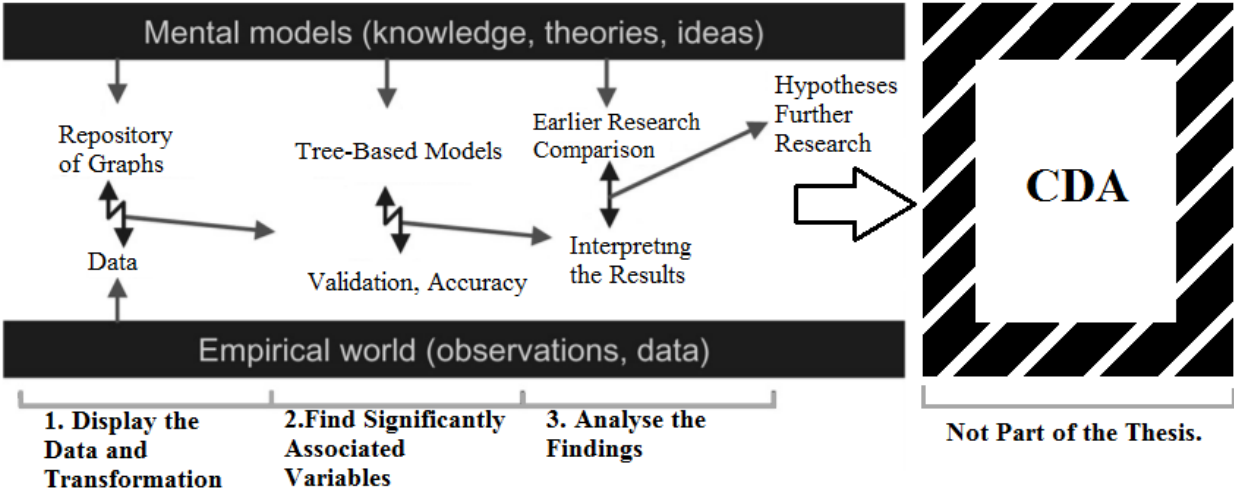 Mental models (knowledge, theories, ideas)
Repository
of Graphs
Data
Tree-Based Models
Validation, Accuracy
Earlier Research
Comparison
Interpreting
the Results
Hypotheses
Further
Research
CDA
Empirical world (observations, data)
1. Display the
Data and
Transformation
2.Find Significantly
Associated
Variables
3. Analyse the
Findings
Not Part of the Thesis.